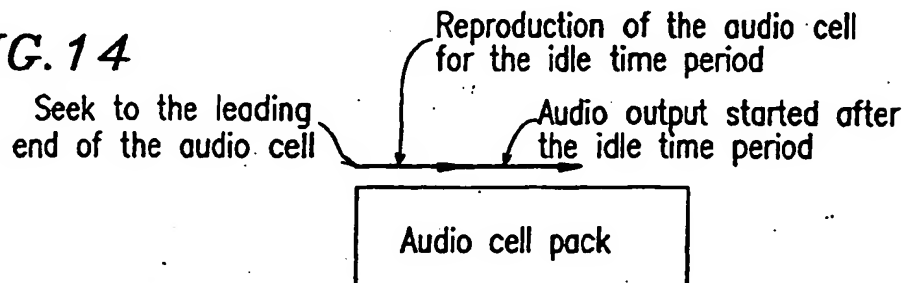 G. 14
Reproduction of the audio cell
for the idle time period
Seek to the leading
end of the audio cell
Audio output started after
the idle time period
Audio cell pack